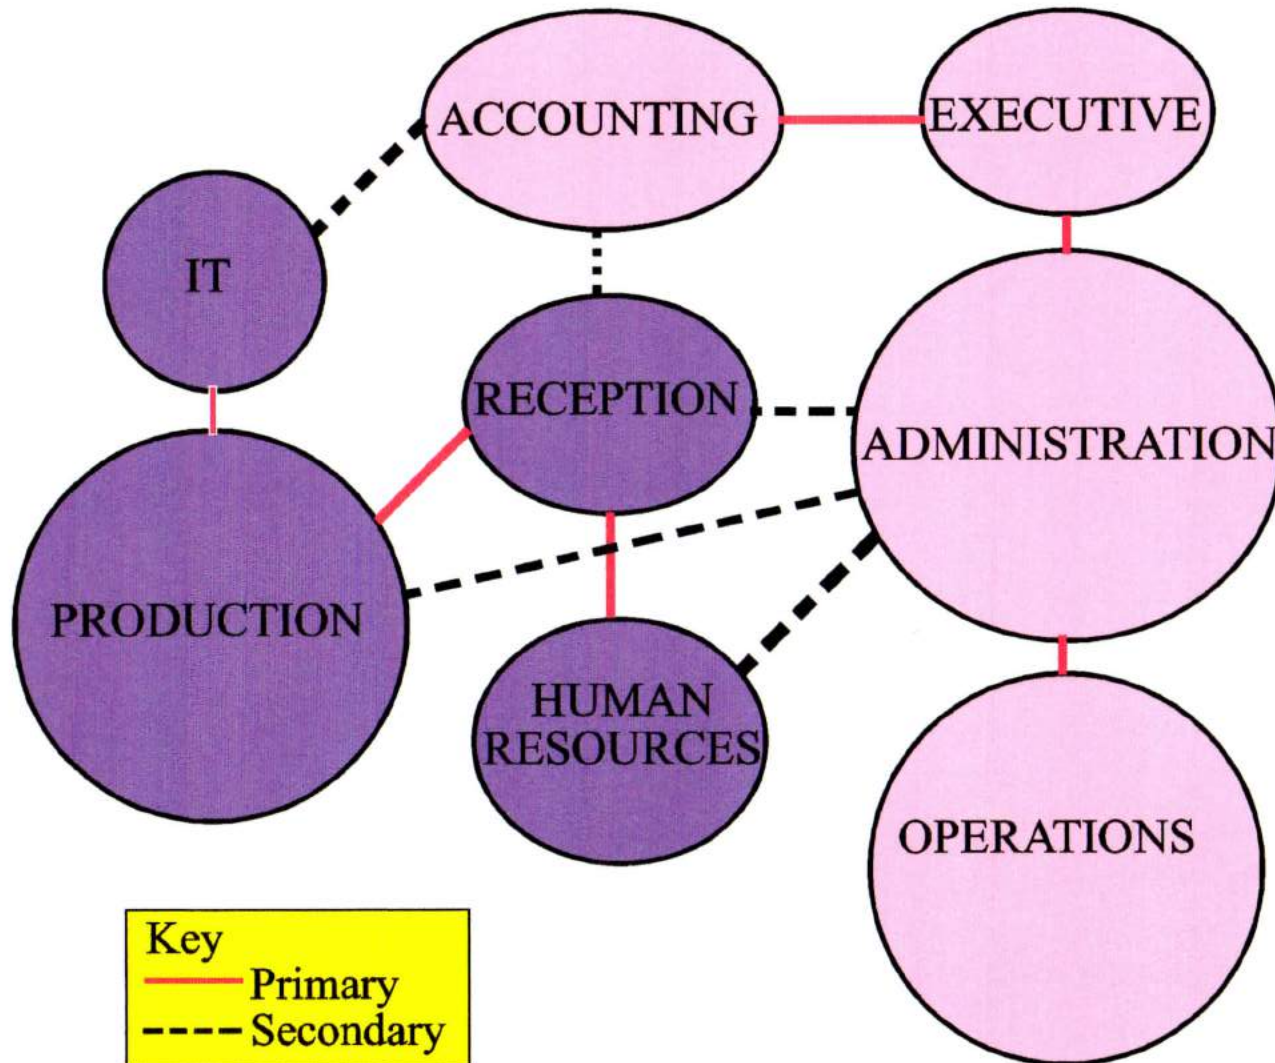 ACCOUNTING
EXECUTIVE
IT
RECEPTION
ADMINISTRATION
PRODUCTION
HUMAN
RESOURCES
OPERATIONS
Key
Primary
Secondary